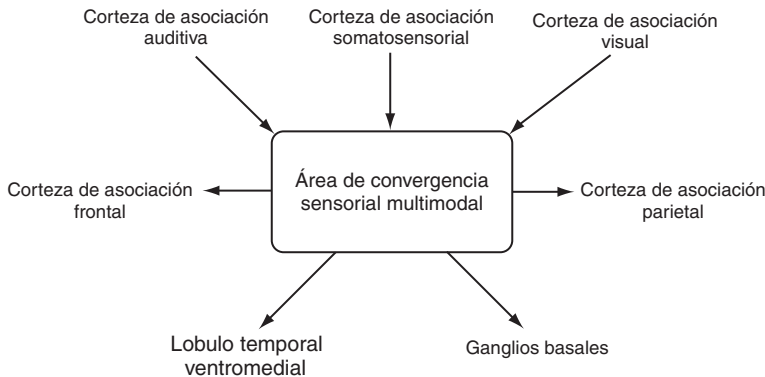 Corteza de asociación
auditiva
Corteza de asociación
somatosensorial
Corteza de asociación
visual
Corteza de asociación
frontal
Área de convergencia
sensorial multimodal
Corteza de asociación
parietal
Lobulo temporal
ventromedial
Ganglios basales